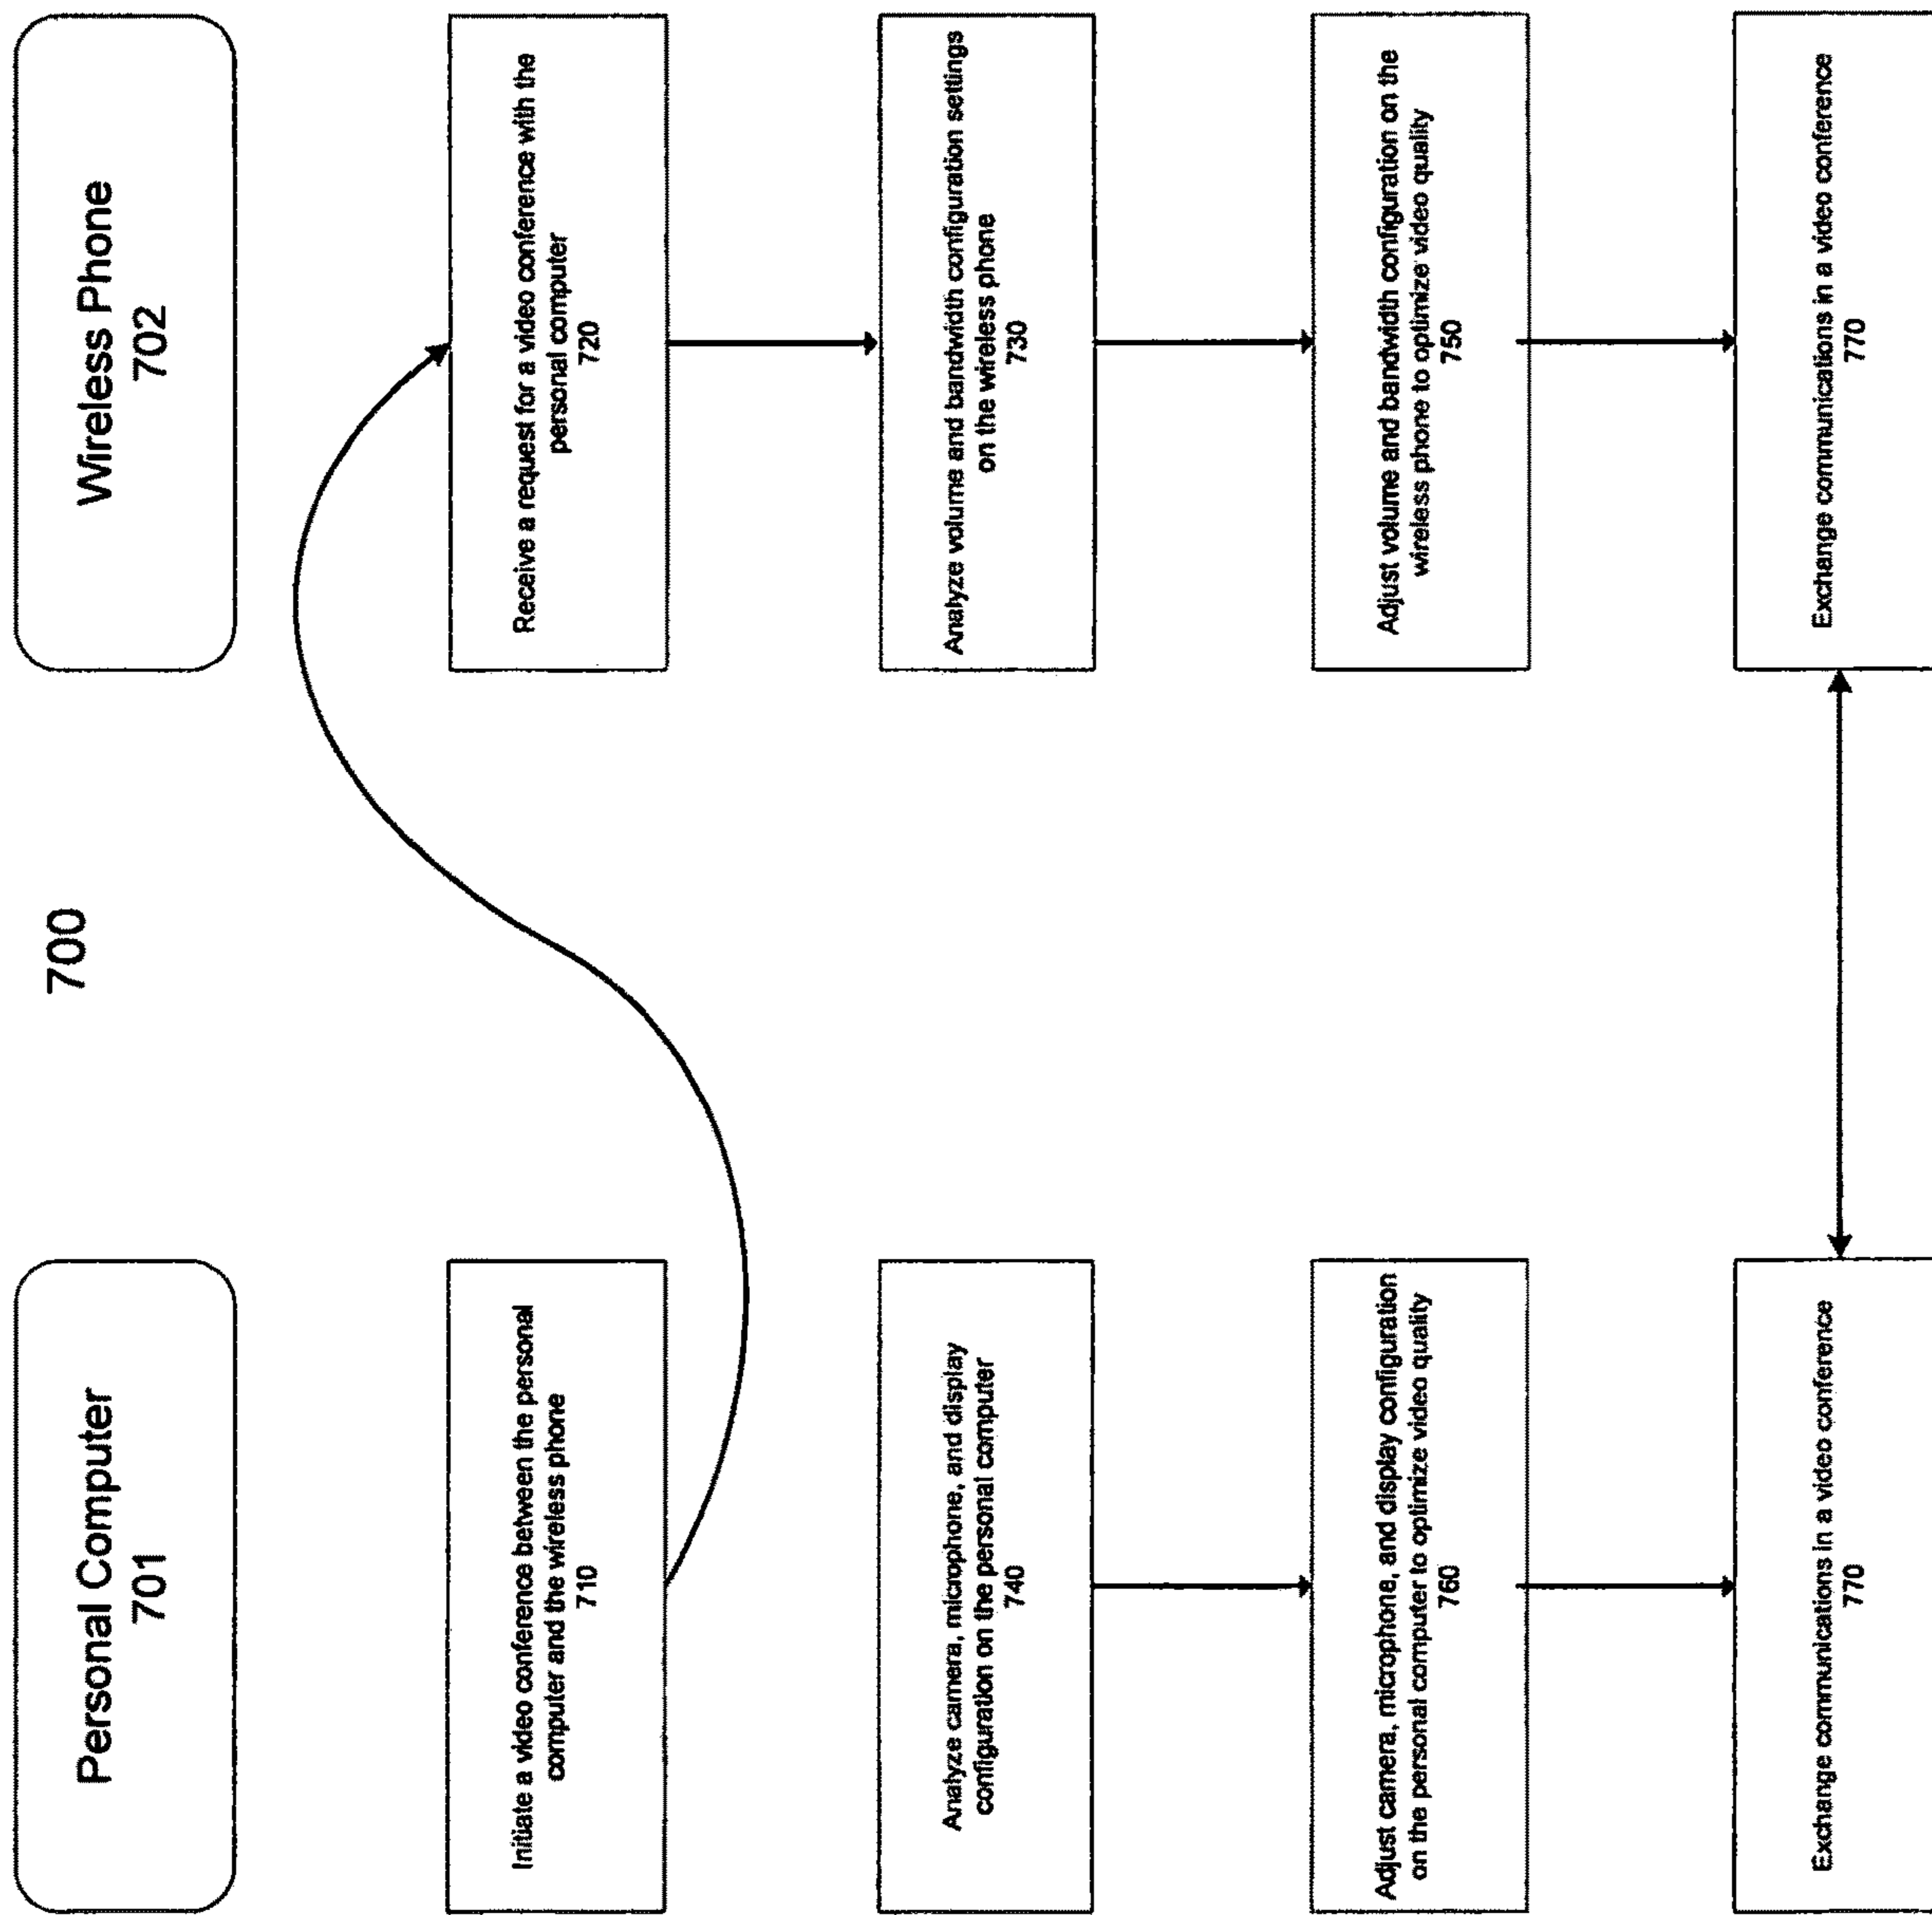 700
Personal Computer
701
Wireless Phone
702
Initiate a video conference between the personal
computer and the wireless phone
710
Receive a request for a video conference with the
personal computer
720
Analyze camera, microphone, and display
configuration on the personal computer
740
Analyze volume and bandwidth configuration settings
on the wireless phone
730
Adjust camera, microphone, and display configuration
on the personal computer to optimize video quality
760
Adjust volume and bandwidth configuration on the
wireless phone to optimize video quality
750
Exchange communications in a video conference
770
Exchange communications in a video conference
770